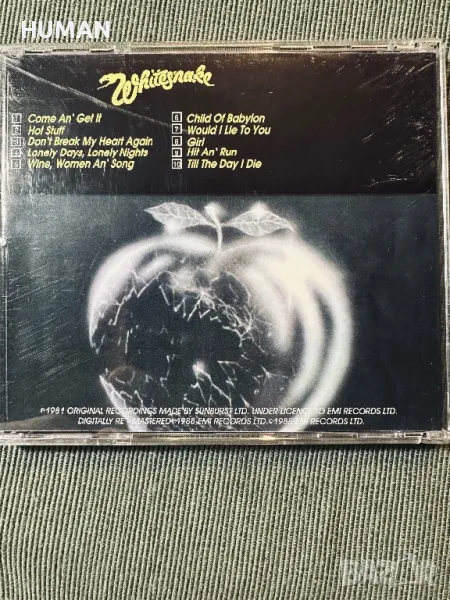 HUMAN
Whitesnake
1 Come An' Get It
2 Hot Stuff
3 Don't Break My Heart Again
4 Lonely Days, Lonely Nights
5 Wine, Women An' Song
6 Child Of Babylon
7 Would I Lie To You
8 Girl
9 Hit An' Run
10 Till The Day I Die
℗1981 ORIGINAL RECORDINGS MADE BY SUNBURST LTD. UNDER LICENCE TO EMI RECORDS LTD.
DIGITALLY RE-MASTERED ℗1988 EMI RECORDS LTD. ©1988 EMI RECORDS LTD.
BAZAR